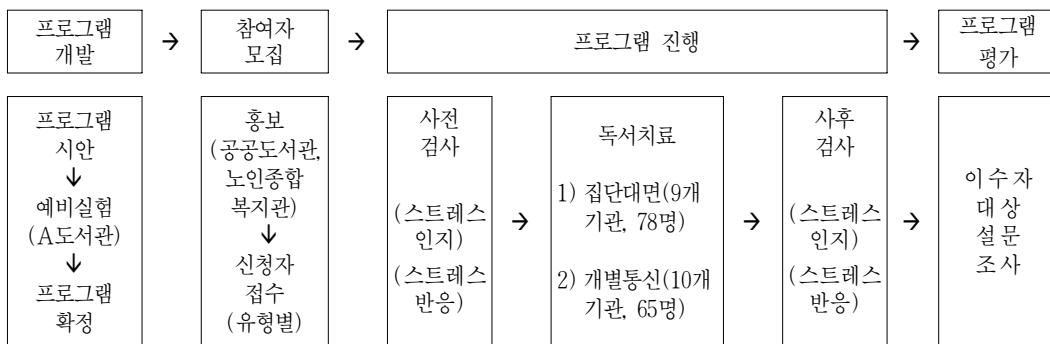 프로그램
개발
→
참여자
모집
→
프로그램 진행
→
프로그램
평가
프로그램
시안
↓
예비실험
(A도서관)
↓
프로그램
확정
홍보
(공공도서관,
노인종합
복지관)
↓
신청자
접수
(유형별)
사전
검사
(스트레스
인지)
(스트레스
반응)
→
독서치료
1) 집단대면(9개
기관, 78명)
2) 개별통신(10개
기관, 65명)
→
사후
검사
(스트레스
인지)
(스트레스
반응)
→
이수자
대상
설문
조사